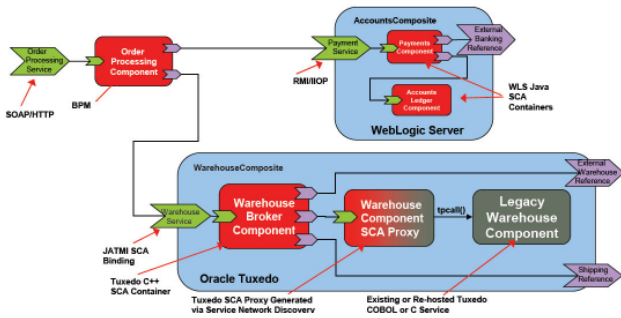 AccountsComposite
Order
Processing
Service
Order
Processing
Component
Payment
Service
Payments
Component
External
Banking
Reference
SOAP/HTTP
BPM
RMI/IIOP
Accounts
Ledger
Component
WLS Java
SCA
Containers
WebLogic Server
WarehouseComposite
External
Warehouse
Reference
Warehouse
Service
Warehouse
Broker
Component
Warehouse
Component
SCA Proxy
tpcall()
Legacy
Warehouse
Component
JATMI SCA
Binding
Oracle Tuxedo
Shipping
Reference
Tuxedo C++
SCA Container
Tuxedo SCA Proxy Generated
via Service Network Discovery
Existing or Re-hosted Tuxedo
COBOL or C Service